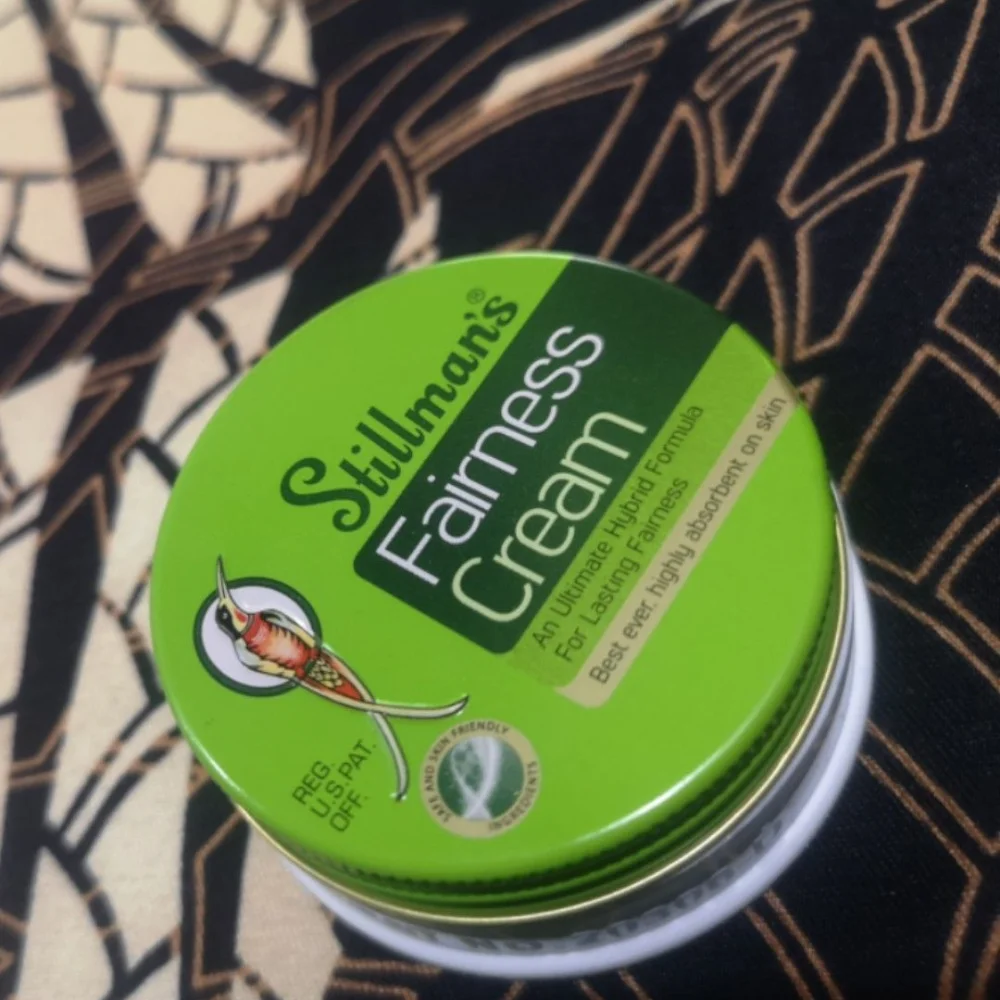 Stillman's®
Fairness
Cream
An Ultimate Hybrid Formula
For Lasting Fairness
Best ever, highly absorbent on skin
REG.
U.S.PAT.
OFF.
SAFE AND SKIN FRIENDLY
INGREDIENTS